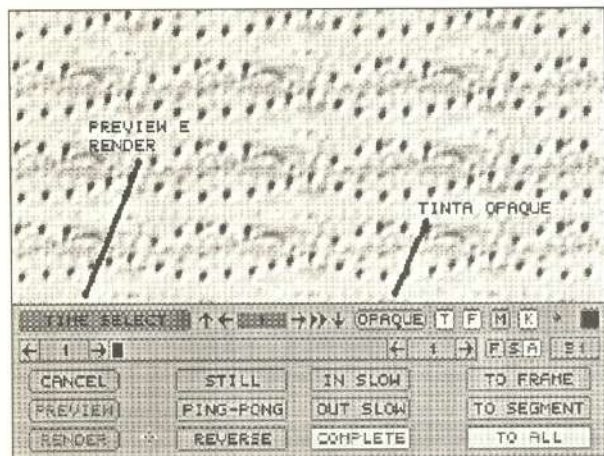 PREVIEW E
RENDER
TINTA OPAQUE
TIME SELECT OPAQUE T F M K
1 1 F S A
CANCEL STILL IN SLOW TO FRAME
PREVIEW PING-PONG OUT SLOW TO SEGMENT
RENDER REVERSE COMPLETE TO ALL